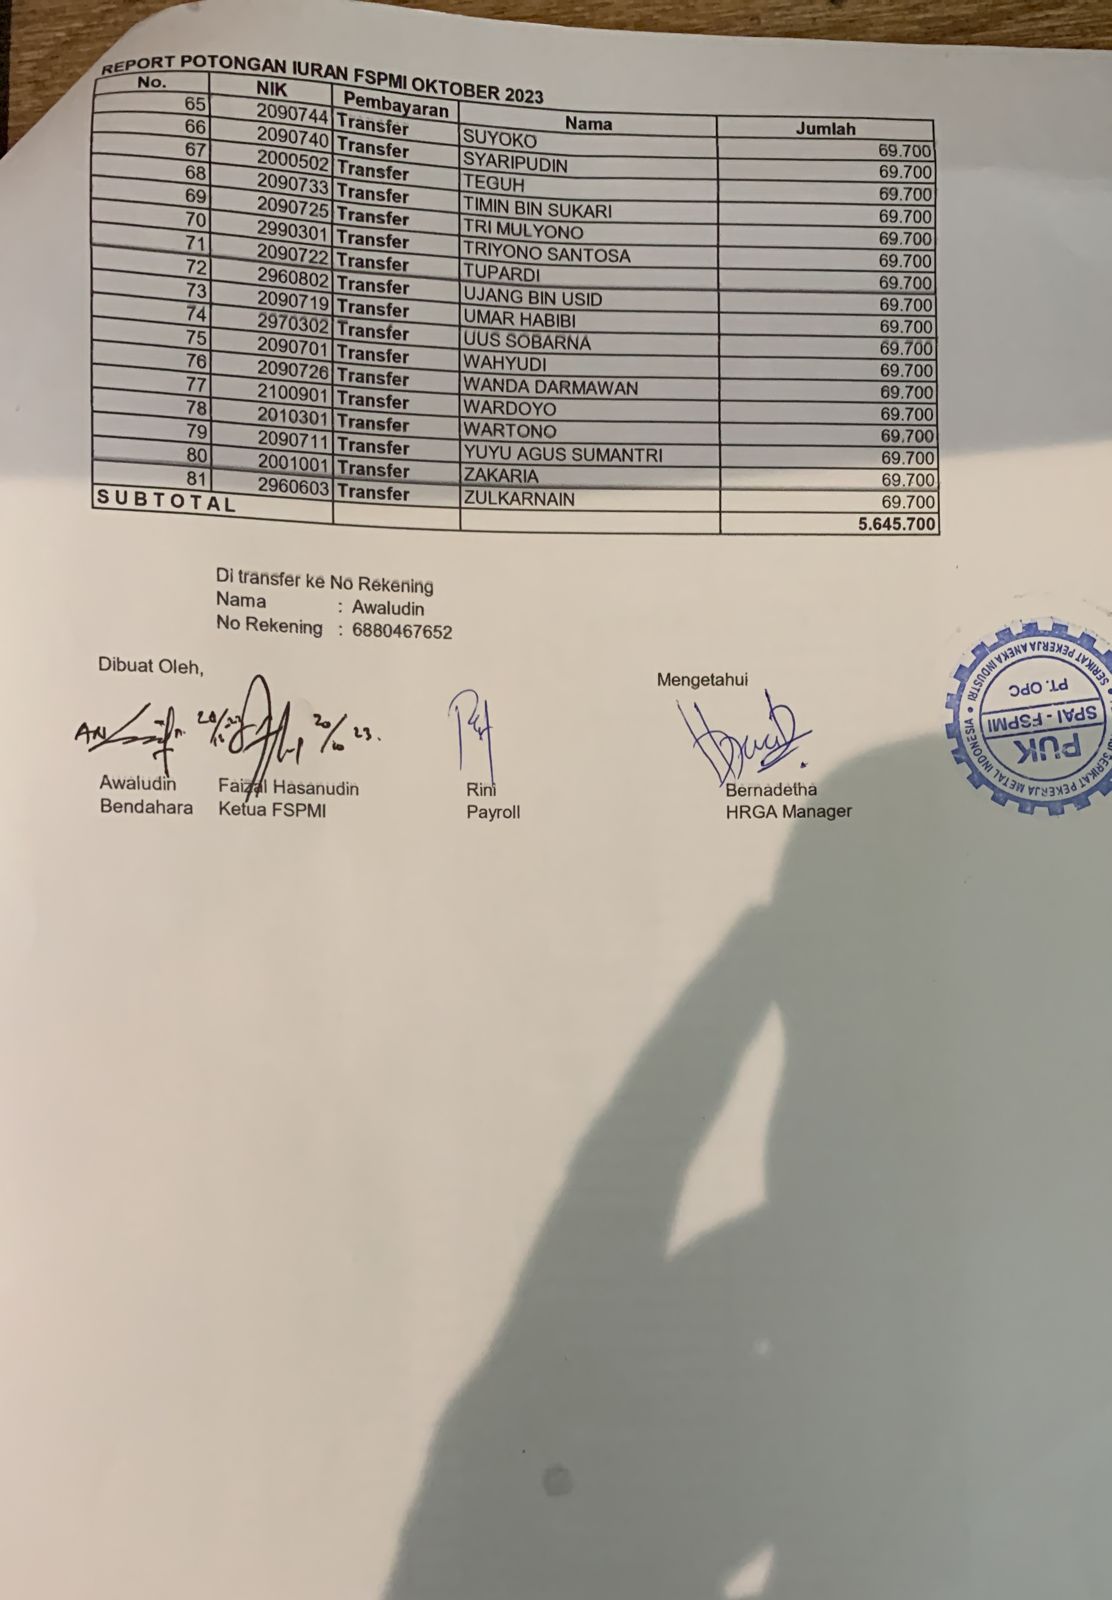 REPORT POTONGAN IURAN FSPMI OKTOBER 2023
No. NIK Pembayaran Nama Jumlah
65 2090744 Transfer SUYOKO 69.700
66 2090740 Transfer SYARIPUDIN 69.700
67 2000502 Transfer TEGUH 69.700
68 2090733 Transfer TIMIN BIN SUKARI 69.700
69 2090725 Transfer TRI MULYONO 69.700
70 2990301 Transfer TRIYONO SANTOSA 69.700
71 2090722 Transfer TUPARDI 69.700
72 2960802 Transfer UJANG BIN USID 69.700
73 2090719 Transfer UMAR HABIBI 69.700
74 2970302 Transfer UUS SOBARNA 69.700
75 2090701 Transfer WAHYUDI 69.700
76 2090726 Transfer WANDA DARMAWAN 69.700
77 2100901 Transfer WARDOYO 69.700
78 2010301 Transfer WARTONO 69.700
79 2090711 Transfer YUYU AGUS SUMANTRI 69.700
80 2001001 Transfer ZAKARIA 69.700
81 2960603 Transfer ZULKARNAIN 69.700
SUBTOTAL 5.645.700
Di transfer ke No Rekening
Nama : Awaludin
No Rekening : 6880467652
Dibuat Oleh,
Mengetahui
20/10 23.
Awaludin Faizal Hasanudin Rini Bernadetha
Bendahara Ketua FSPMI Payroll HRGA Manager
SERIKAT PEKERJA ANEKA INDUSTRI
PT. OPC
SPAI - FSPMI
PUK
SERIKAT PEKERJA METAL INDONESIA